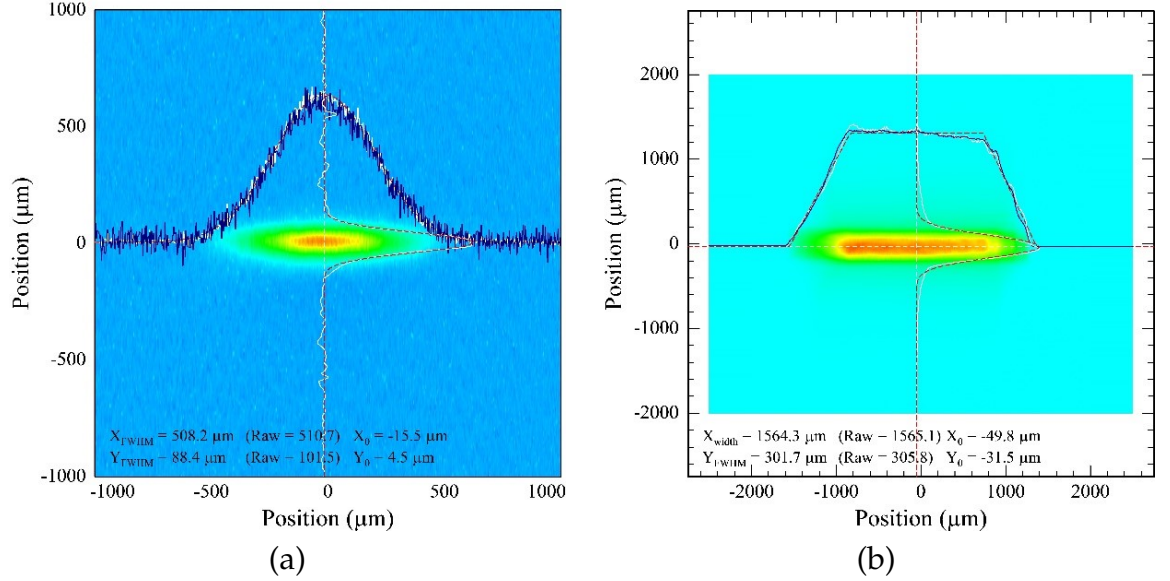 1000
500
0
-500
-1000
Position (µm)
X_FWHM = 508.2 µm (Raw = 510.7) X_0 = -15.5 µm
Y_FWHM = 88.4 µm (Raw = 101.5) Y_0 = 4.5 µm
-1000 -500 0 500 1000
Position (µm)
(a)
2000
1000
0
-1000
-2000
Position (µm)
X_width = 1564.3 µm (Raw = 1565.1) X_0 = -49.8 µm
Y_FWHM = 301.7 µm (Raw = 305.8) Y_0 = -31.5 µm
-2000 -1000 0 1000 2000
Position (µm)
(b)